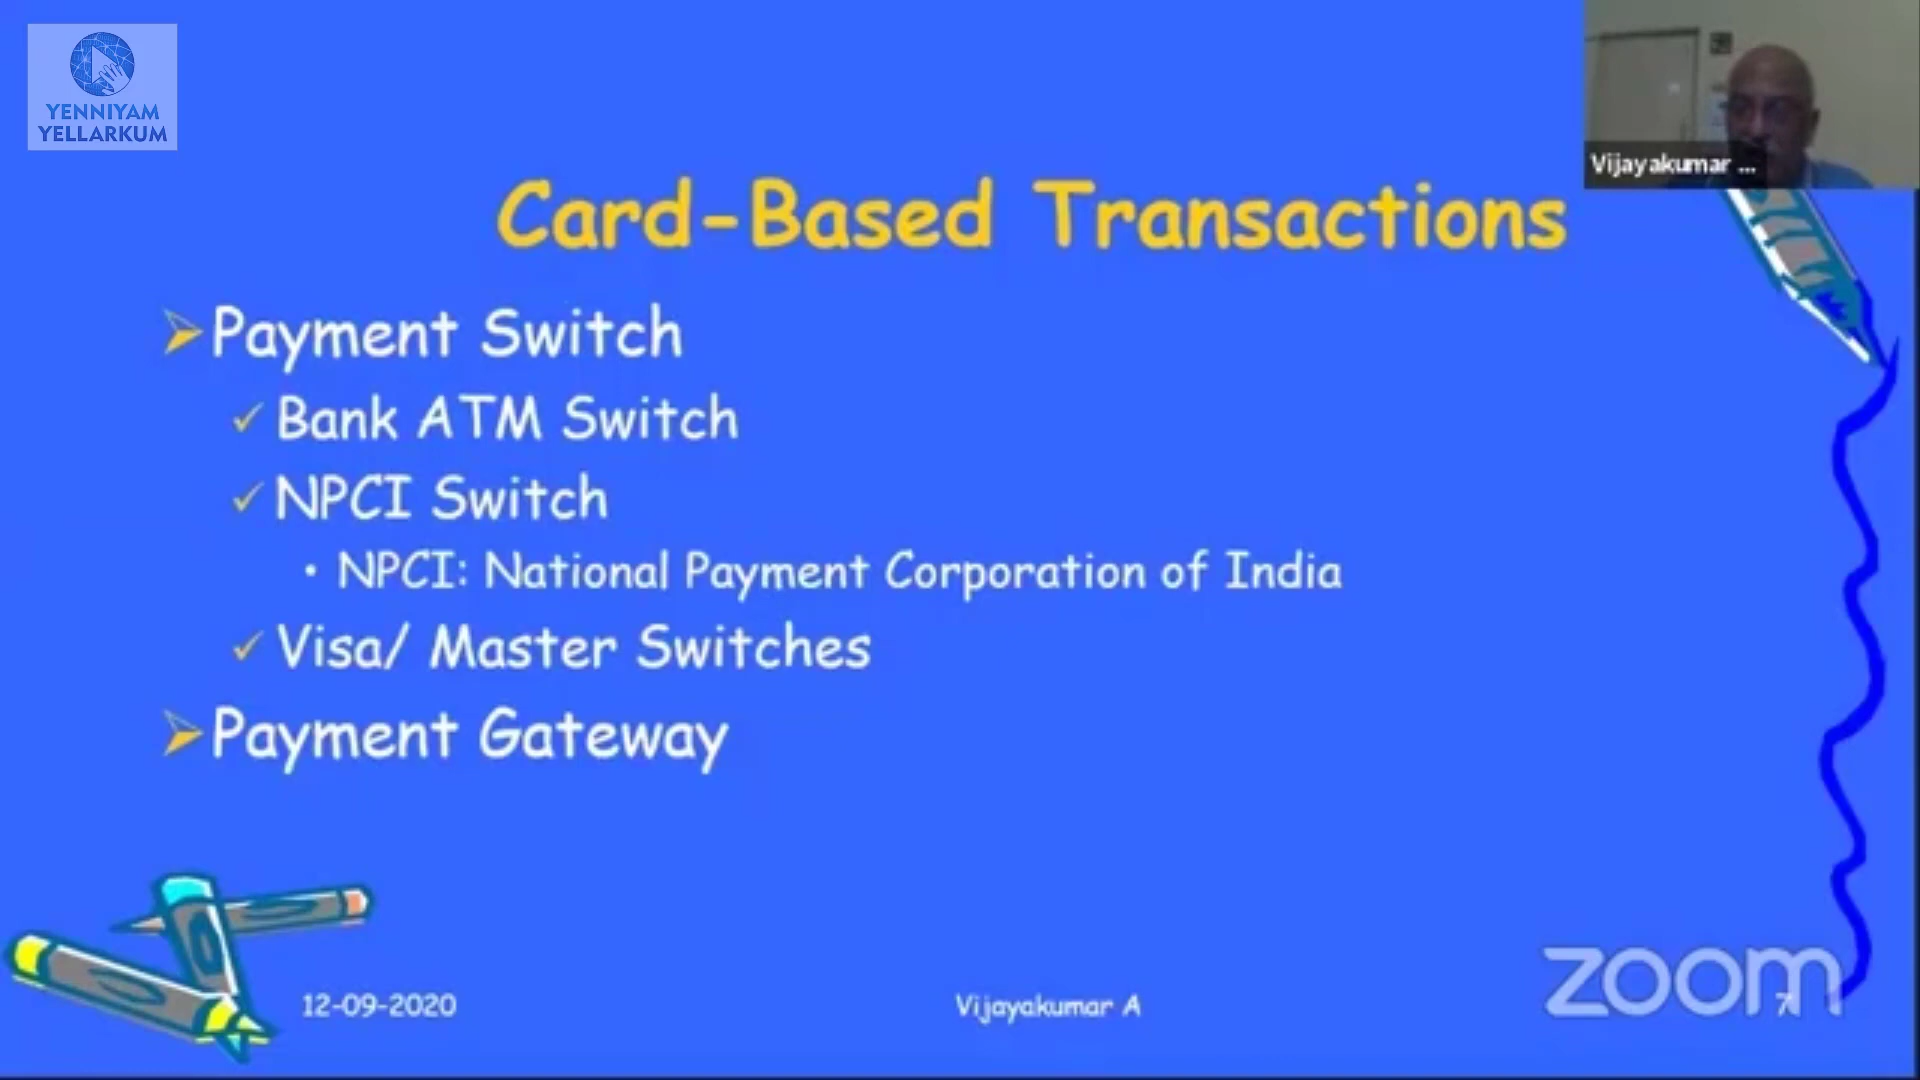 YENNIYAM
YELLARKUM
Vijayakumar ...
Card-Based Transactions
Payment Switch
Bank ATM Switch
NPCI Switch
NPCI: National Payment Corporation of India
Visa/ Master Switches
Payment Gateway
12-09-2020
Vijayakumar A
zoom
7